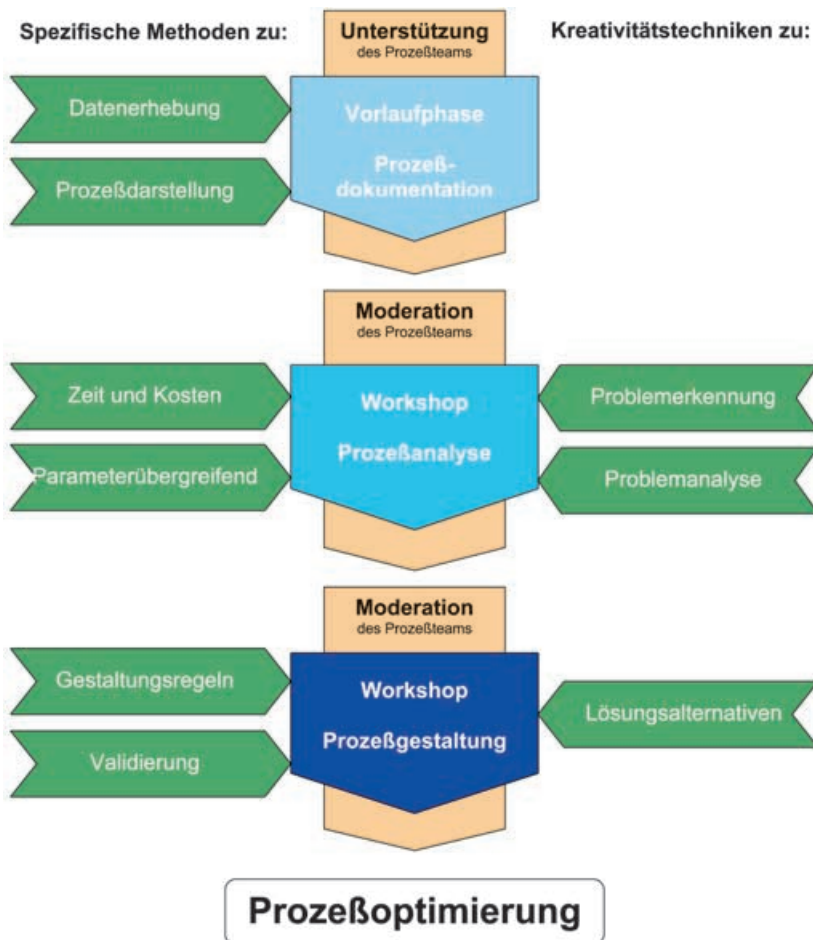 Spezifische Methoden zu:
Unterstützung
des Prozeßteams
Kreativitätstechniken zu:
Datenerhebung
Prozeßdarstellung
Vorlaufphase
Prozeß-
dokumentation
Moderation
des Prozeßteams
Zeit und Kosten
Parameterübergreifend
Workshop
Prozeßanalyse
Problemerkennung
Problemanalyse
Moderation
des Prozeßteams
Gestaltungsregeln
Validierung
Workshop
Prozeßgestaltung
Lösungsalternativen
Prozeßoptimierung